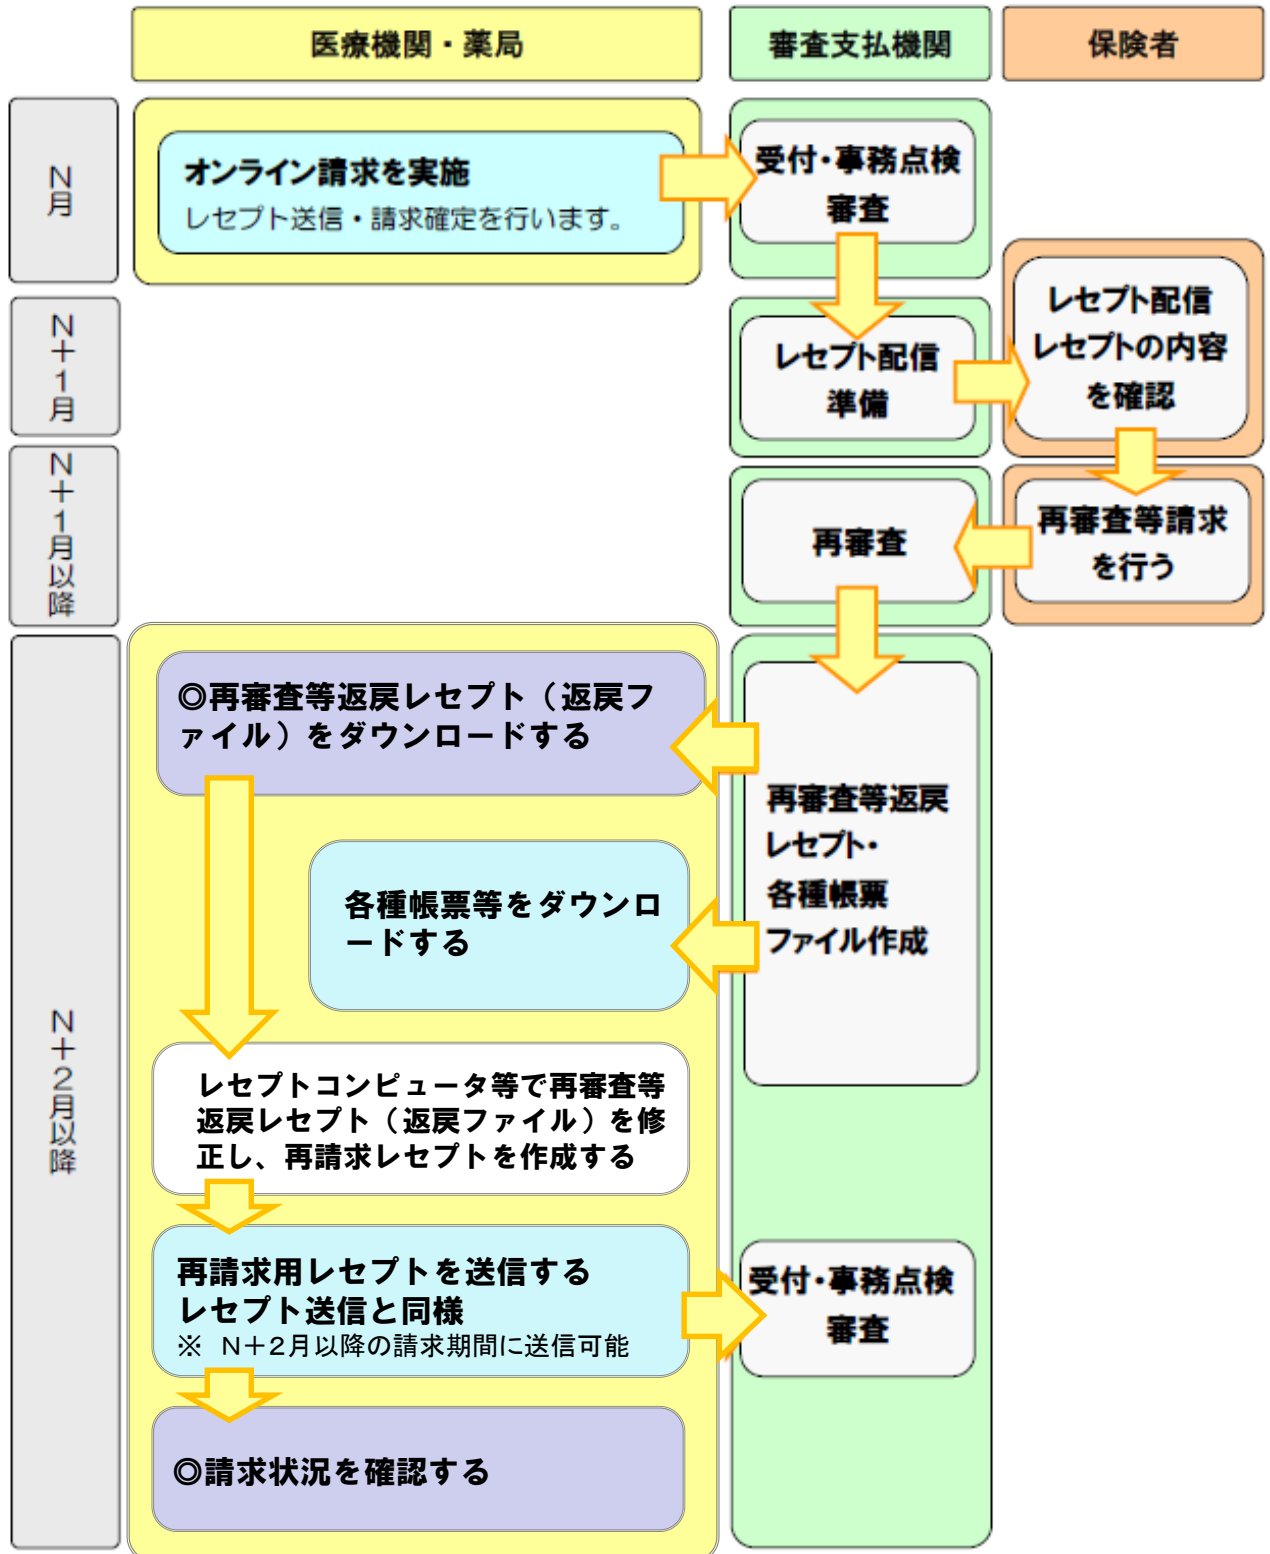 医療機関・薬局
審査支払機関
保険者
N月
オンライン請求を実施
レセプト送信・請求確定を行います。
受付・事務点検
審査
N+1月
レセプト配信
準備
レセプト配信
レセプトの内容
を確認
N+1月以降
再審査
再審査等請求
を行う
N+2月以降
◎再審査等返戻レセプト（返戻フ
ァイル）をダウンロードする
各種帳票等をダウンロ
ードする
再審査等返戻
レセプト・
各種帳票
ファイル作成
レセプトコンピュータ等で再審査等
返戻レセプト（返戻ファイル）を修
正し、再請求レセプトを作成する
再請求用レセプトを送信する
レセプト送信と同様
※　N+2月以降の請求期間に送信可能
受付・事務点検
審査
◎請求状況を確認する